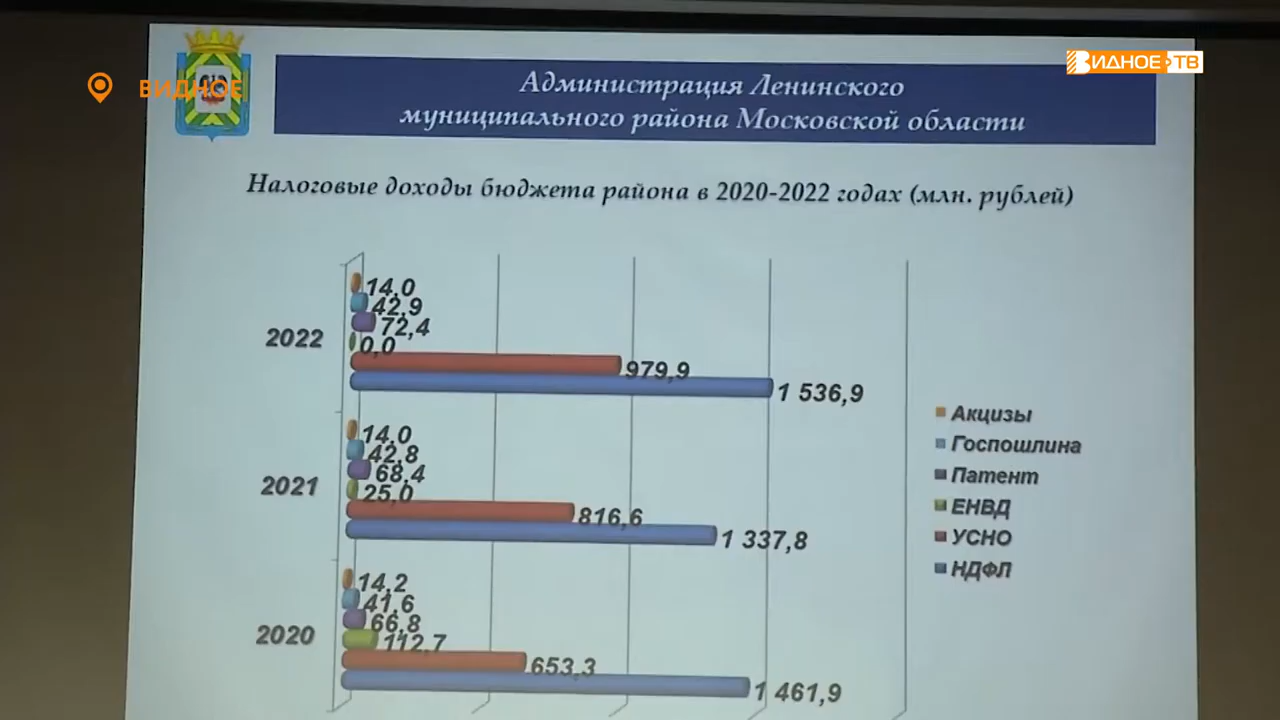 ВИДНОЕ
ВИДНОЕ ТВ
Администрация Ленинского
муниципального района Московской области
Налоговые доходы бюджета района в 2020-2022 годах (млн. рублей)
2022
14,0
42,9
72,4
0,0
979,9
1 536,9
2021
14,0
42,8
68,4
25,0
816,6
1 337,8
2020
14,2
41,6
66,8
112,7
653,3
1 461,9
Акцизы
Госпошлина
Патент
ЕНВД
УСНО
НДФЛ